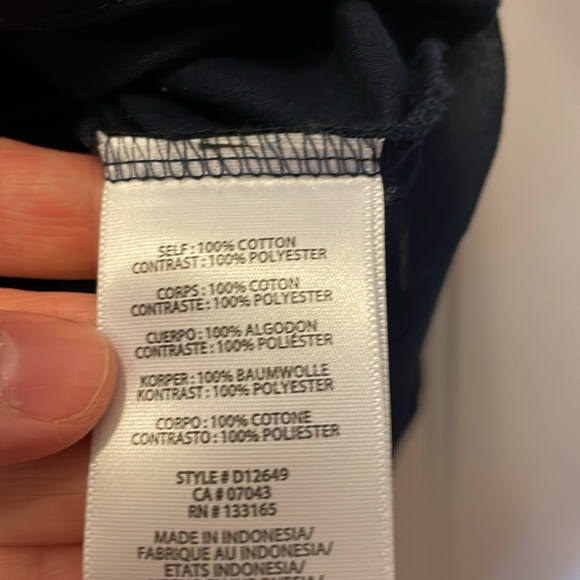 SELF : 100% COTTON
CONTRAST : 100% POLYESTER
CORPS : 100% COTON
CONTRASTE : 100% POLYESTER
CUERPO : 100% ALGODON
CONTRASTE : 100% POLIÉSTER
KORPER : 100% BAUMWOLLE
KONTRAST : 100% POLYESTER
CORPO : 100% COTONE
CONTRASTO : 100% POLIESTER
STYLE # D12649
CA # 07043
RN # 133165
MADE IN INDONESIA/
FABRIQUE AU INDONESIA/
ETATS INDONESIA/